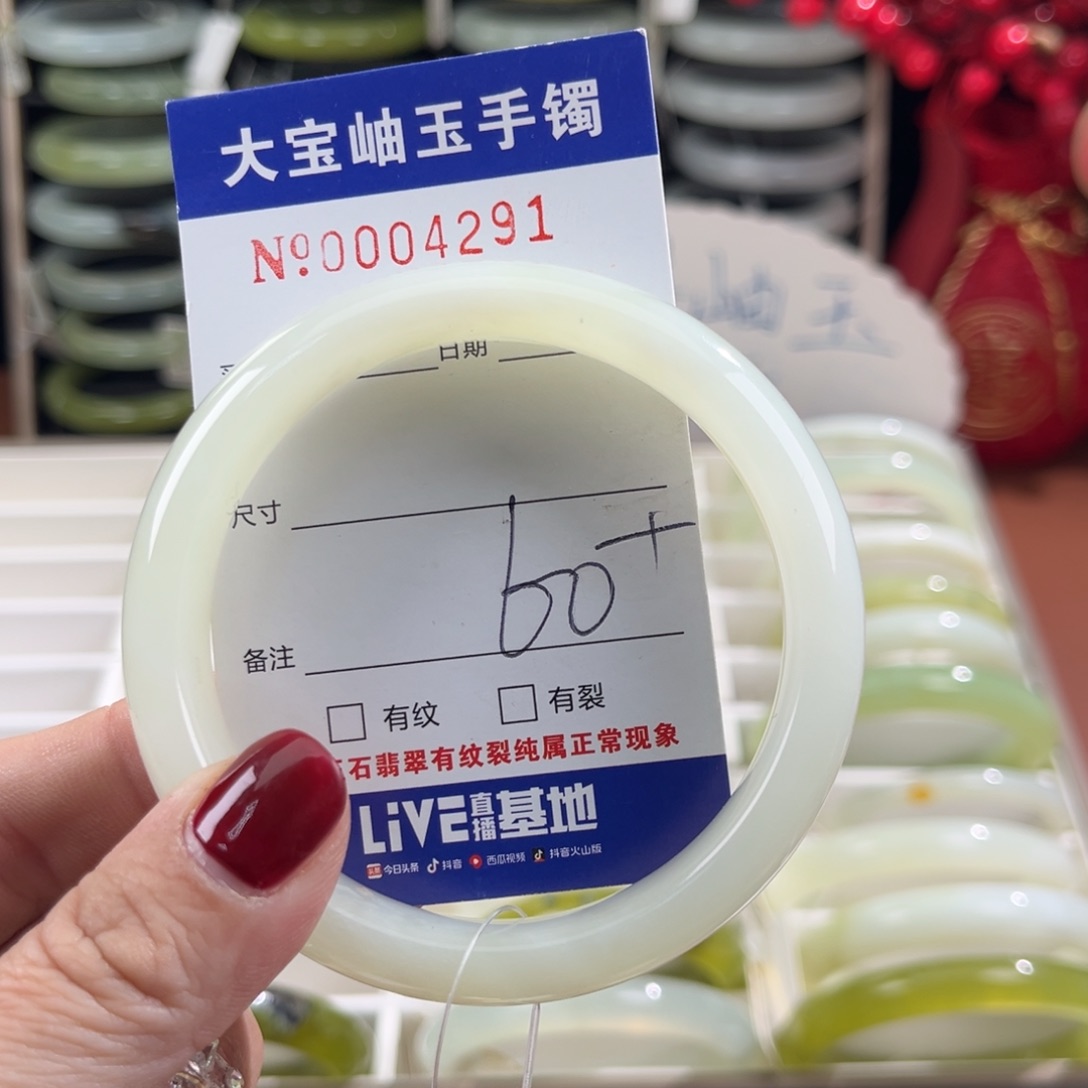 大宝岫玉手镯
Nº:0004291
日期
岫玉
尺寸
60+
备注
有纹 有裂
石翡翠有纹裂纯属正常现象
LiVE直播基地
今日头条 抖音 西瓜视频 抖音火山版